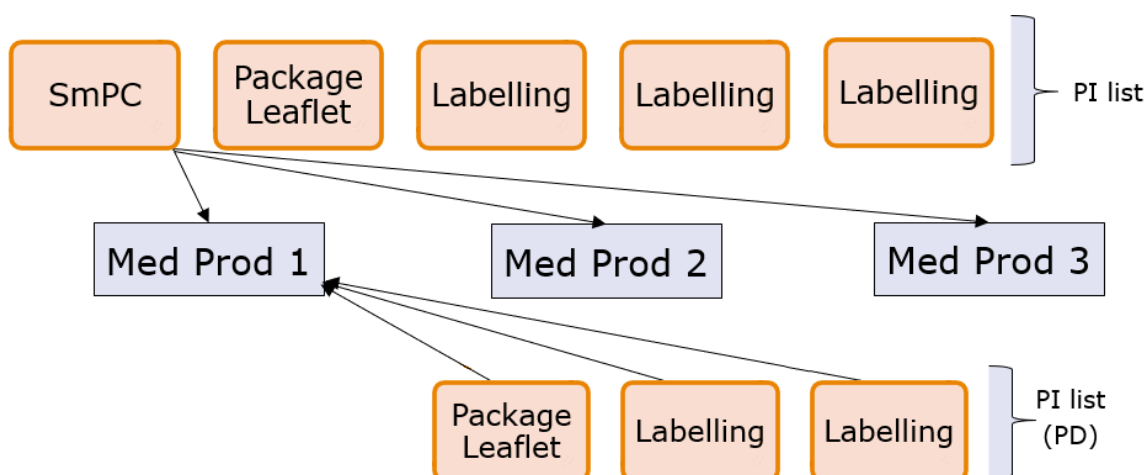 SmPC
Package
Leaflet
Labelling
Labelling
Labelling
PI list
Med Prod 1
Med Prod 2
Med Prod 3
Package
Leaflet
Labelling
Labelling
PI list
(PD)